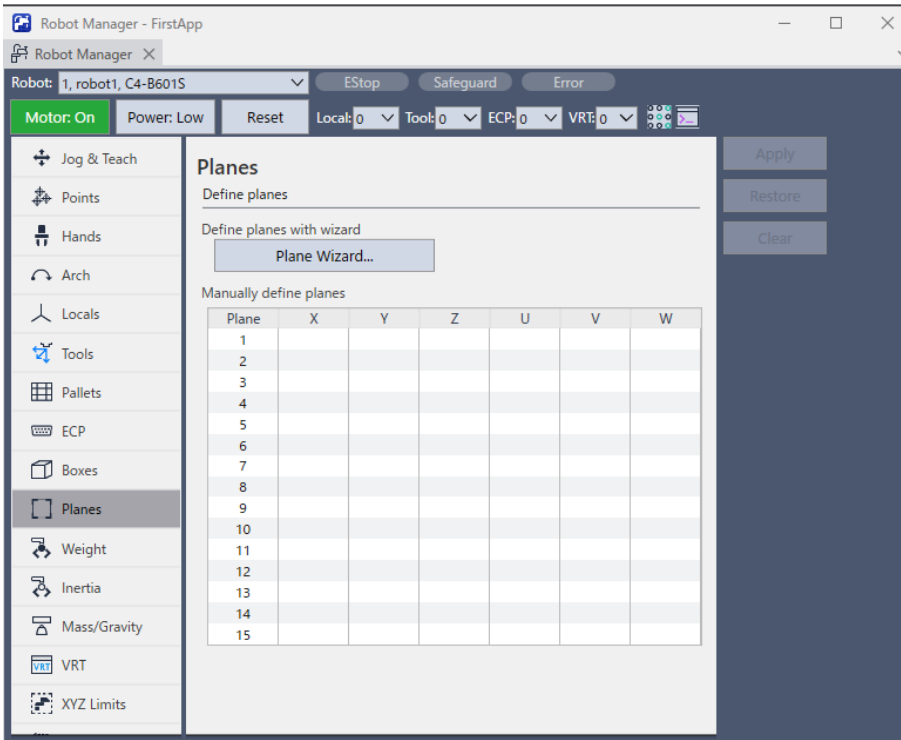 Robot Manager - FirstApp
Robot Manager
Robot: 1, robot1, C4-B601S EStop Safeguard Error
Motor: On Power: Low Reset Local: 0 Tool: 0 ECP: 0 VRT: 0
Jog & Teach
Points
Hands
Arch
Locals
Tools
Pallets
ECP
Boxes
Planes
Weight
Inertia
Mass/Gravity
VRT VRT
XYZ Limits
Planes
Define planes
Define planes with wizard
Plane Wizard...
Manually define planes
Plane X Y Z U V W
1
2
3
4
5
6
7
8
9
10
11
12
13
14
15
Apply
Restore
Clear